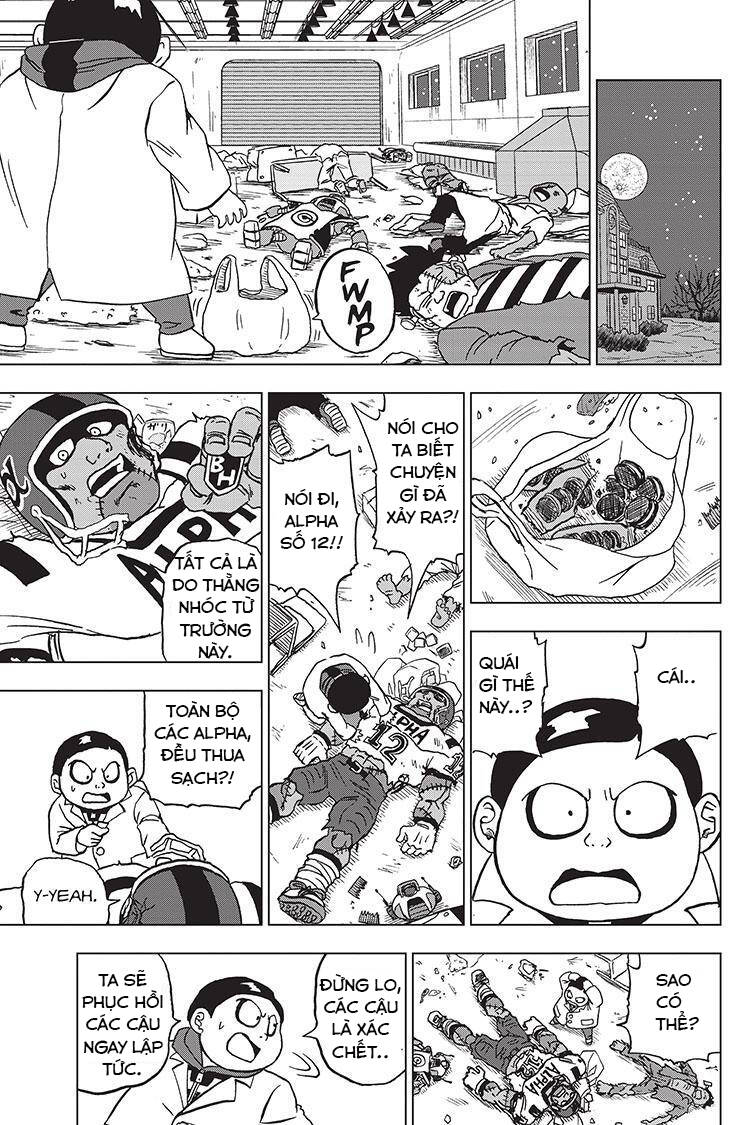 FWMP
CÁI..
QUÁI
GÌ THẾ
NÀY..?
NÓI CHO
TA BIẾT
CHUYỆN
GÌ ĐÃ
XẢY RA?!
NÓI ĐI,
ALPHA
SỐ 12!!
ALPHA
12
12
BH
ALPHA
TẤT CẢ LÀ
DO THẰNG
NHÓC TỪ
TRƯỜNG
NÀY.
TOÀN BỘ
CÁC ALPHA,
ĐỀU THUA
SẠCH?!
Y-YEAH.
SAO
CÓ
THỂ?
ĐỪNG LO,
CÁC CẬU
LÀ XÁC
CHẾT..
TA SẼ
PHỤC HỒI
CÁC CẬU
NGAY LẬP
TỨC.